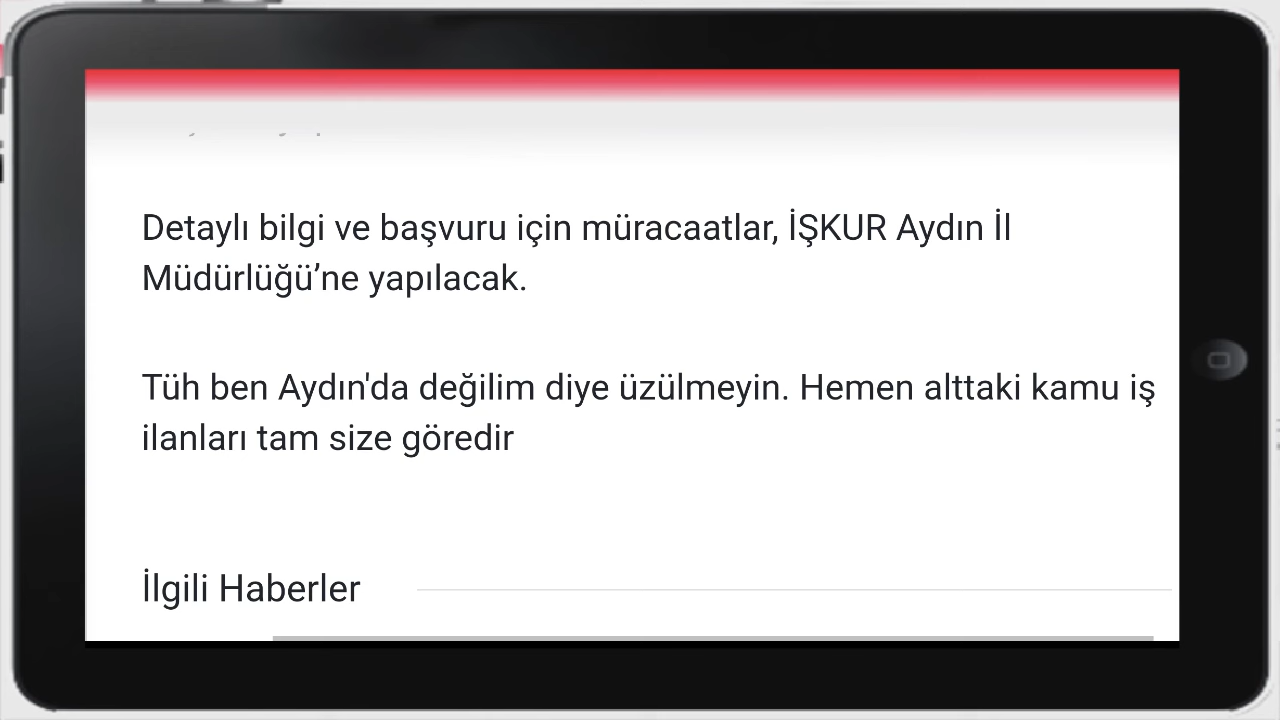 Detaylı bilgi ve başvuru için müracaatlar, İŞKUR Aydın İl
Müdürlüğü’ne yapılacak.
Tüh ben Aydın'da değilim diye üzülmeyin. Hemen alttaki kamu iş
ilanları tam size göredir
İlgili Haberler